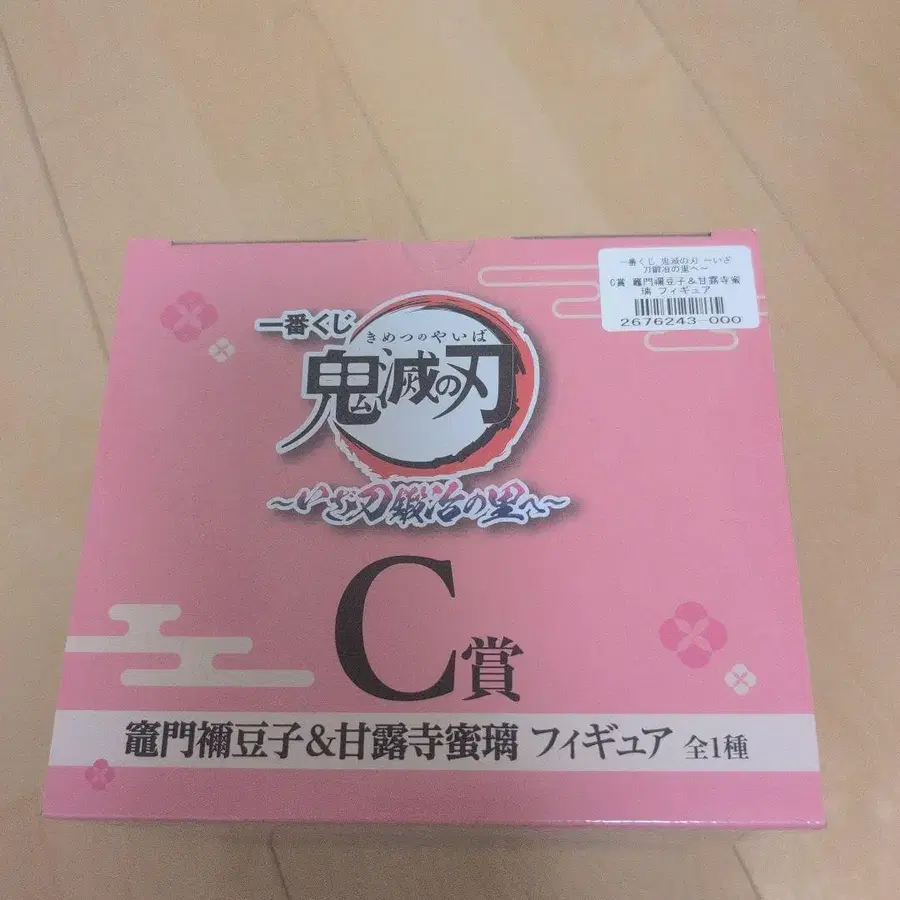 一番くじ 鬼滅の刃 〜いざ
刀鍛冶の里へ〜
C賞 竈門禰豆子＆甘露寺蜜
璃 フィギュア
2676243-000
一番くじ
きめつのやいば
鬼滅の刃
〜いざ刀鍛冶の里へ〜
C賞
竈門禰豆子&甘露寺蜜璃 フィギュア 全1種